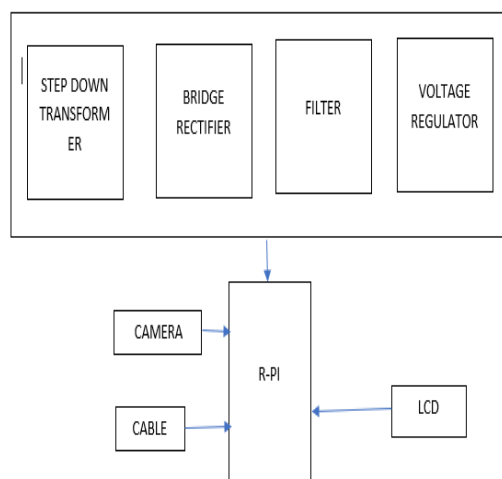 STEP DOWN
TRANSFORM
ER
BRIDGE
RECTIFIER
FILTER
VOLTAGE
REGULATOR
CAMERA
R-PI
CABLE
LCD